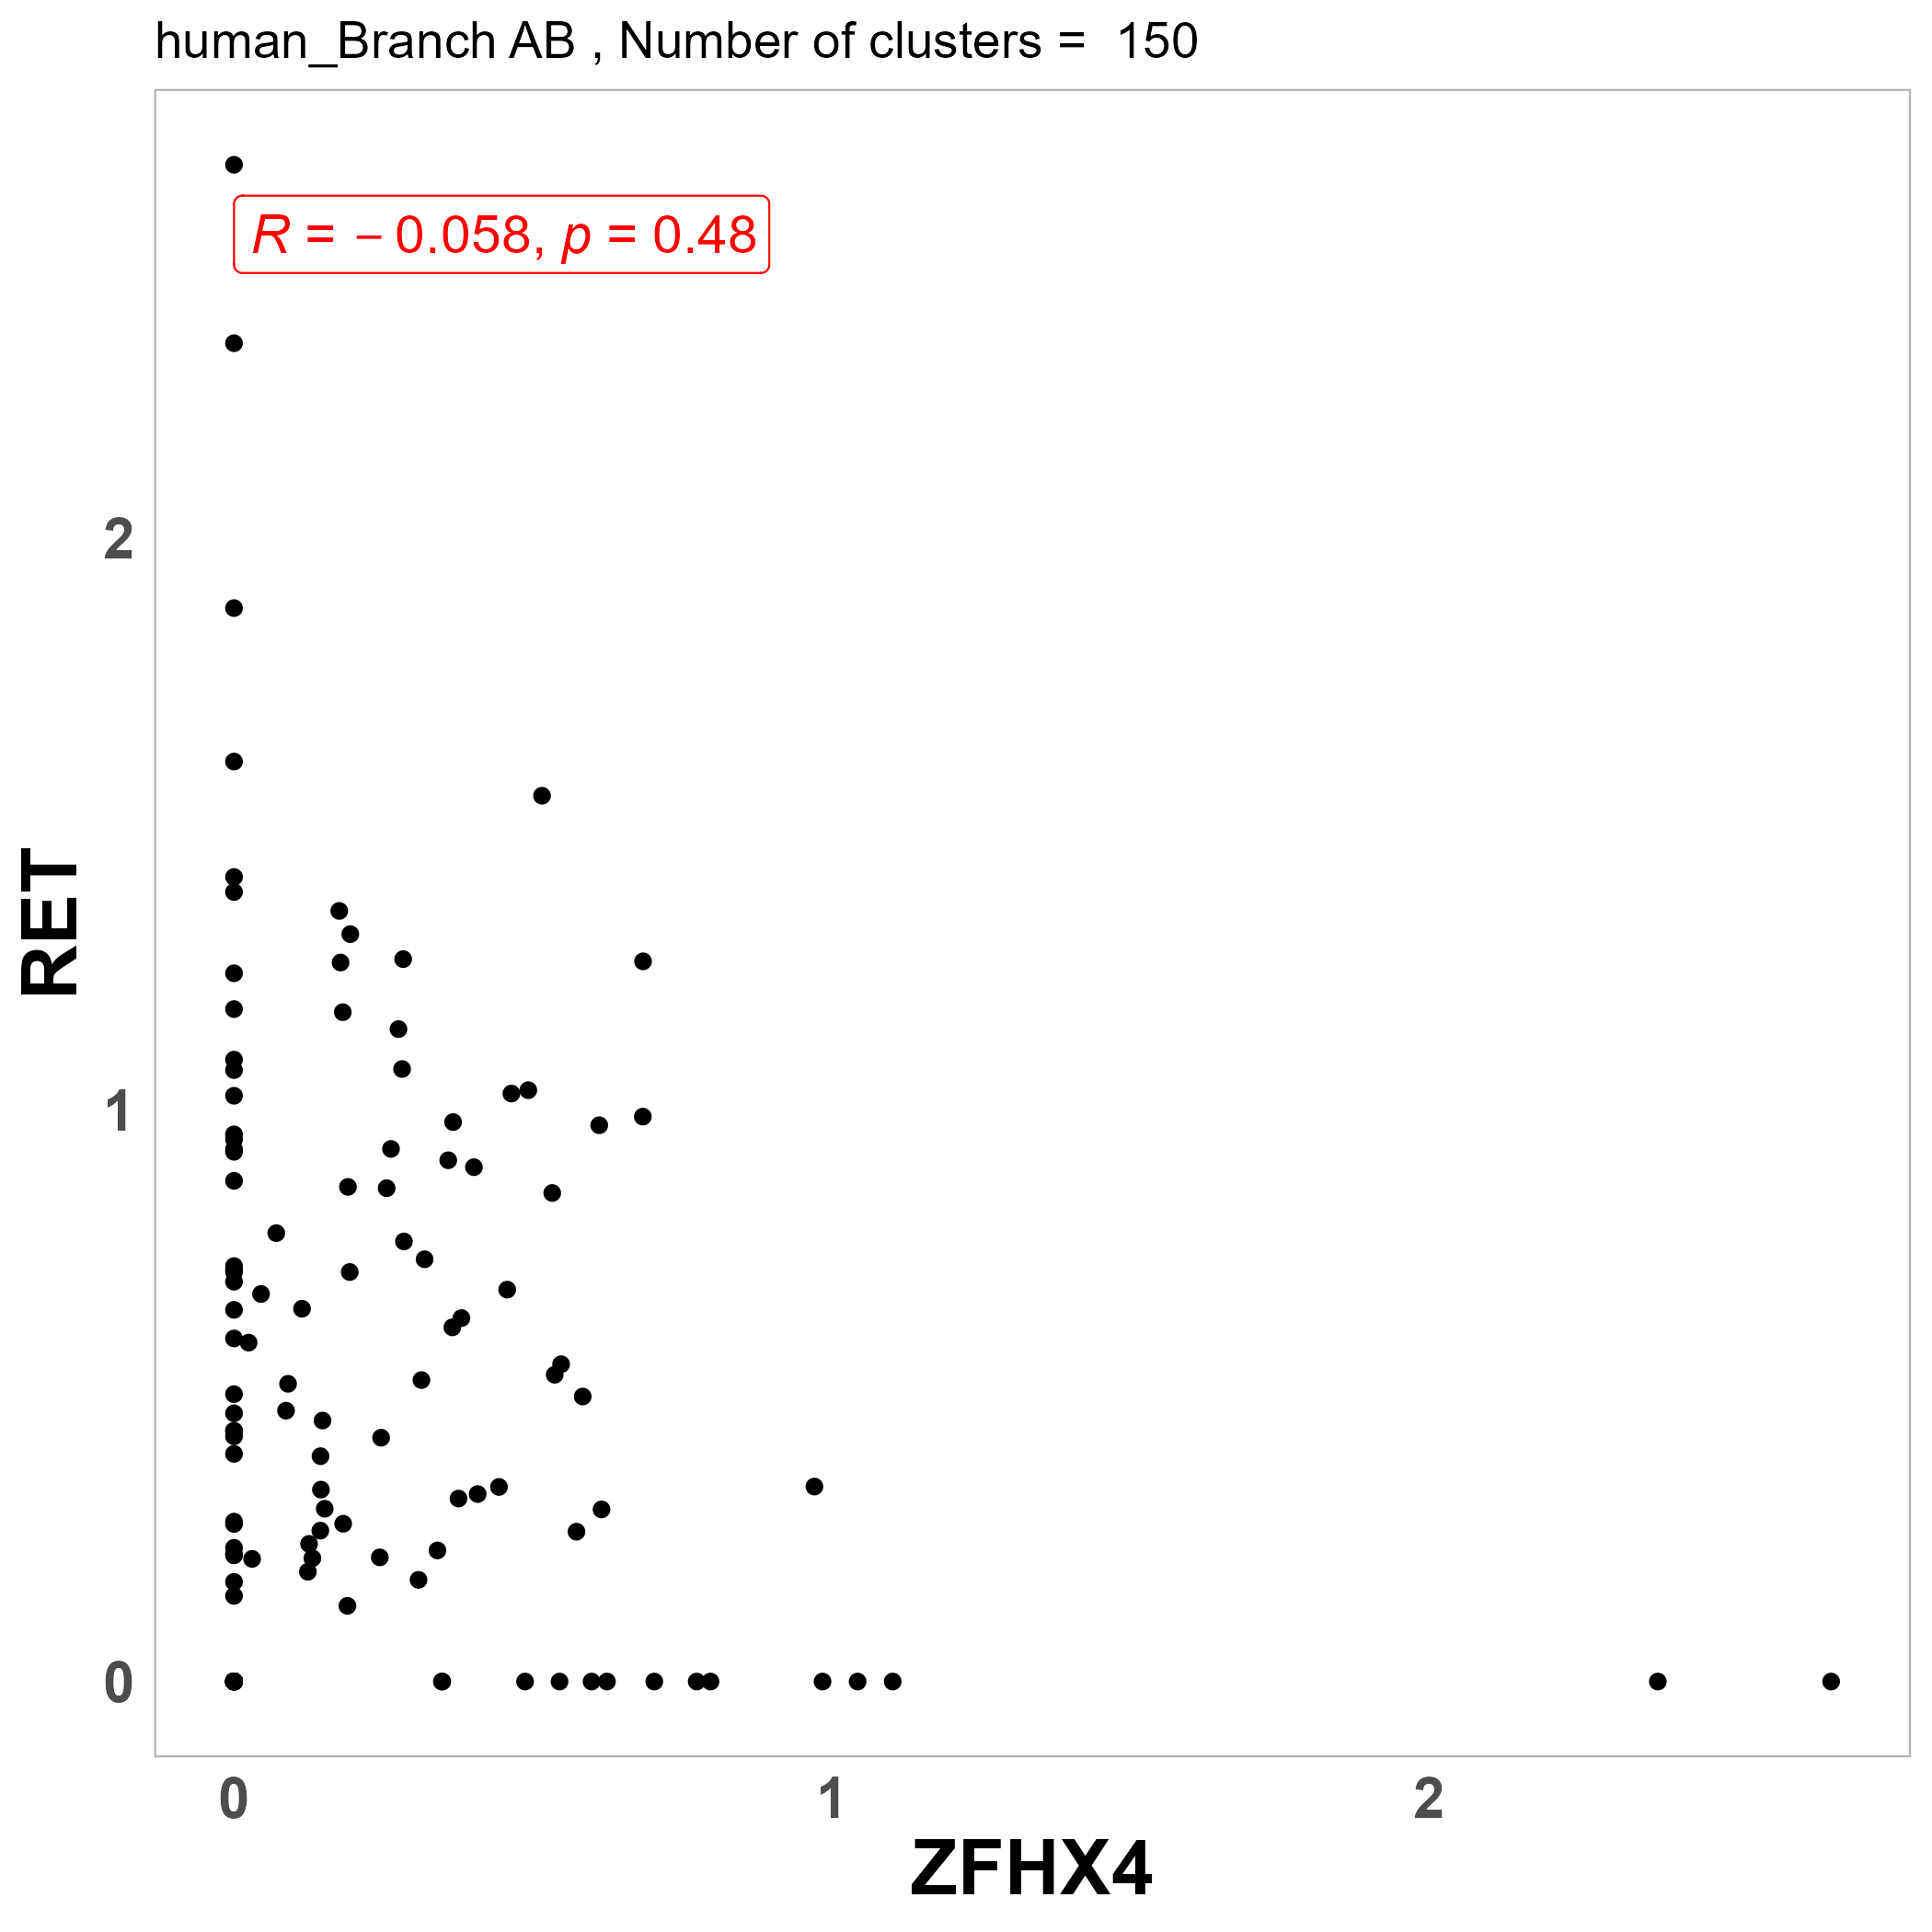 human_Branch AB , Number of clusters =  150
R = – 0.058, p = 0.48
2
1
0
RET
0 1 2
ZFHX4